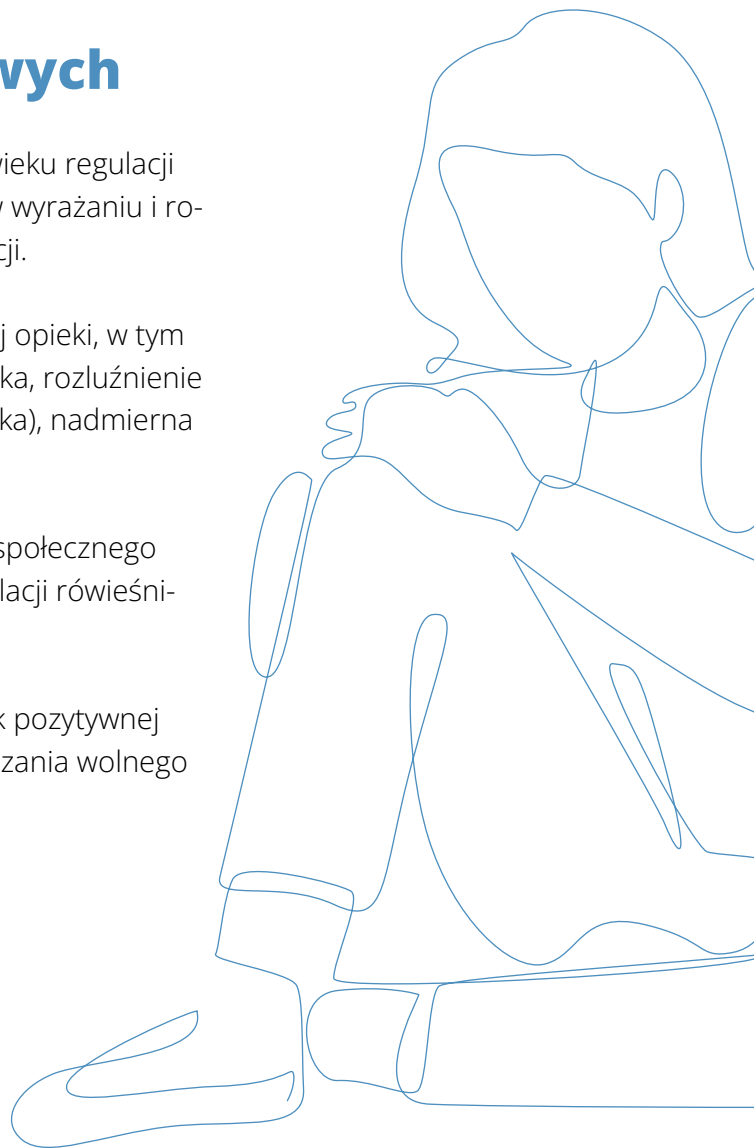 wych
wieku regulacji
w wyrażaniu i ro-
cji.
j opieki, w tym
ka, rozluźnienie
ka), nadmierna
społecznego
lacji rówieśni-
k pozytywnej
zania wolnego